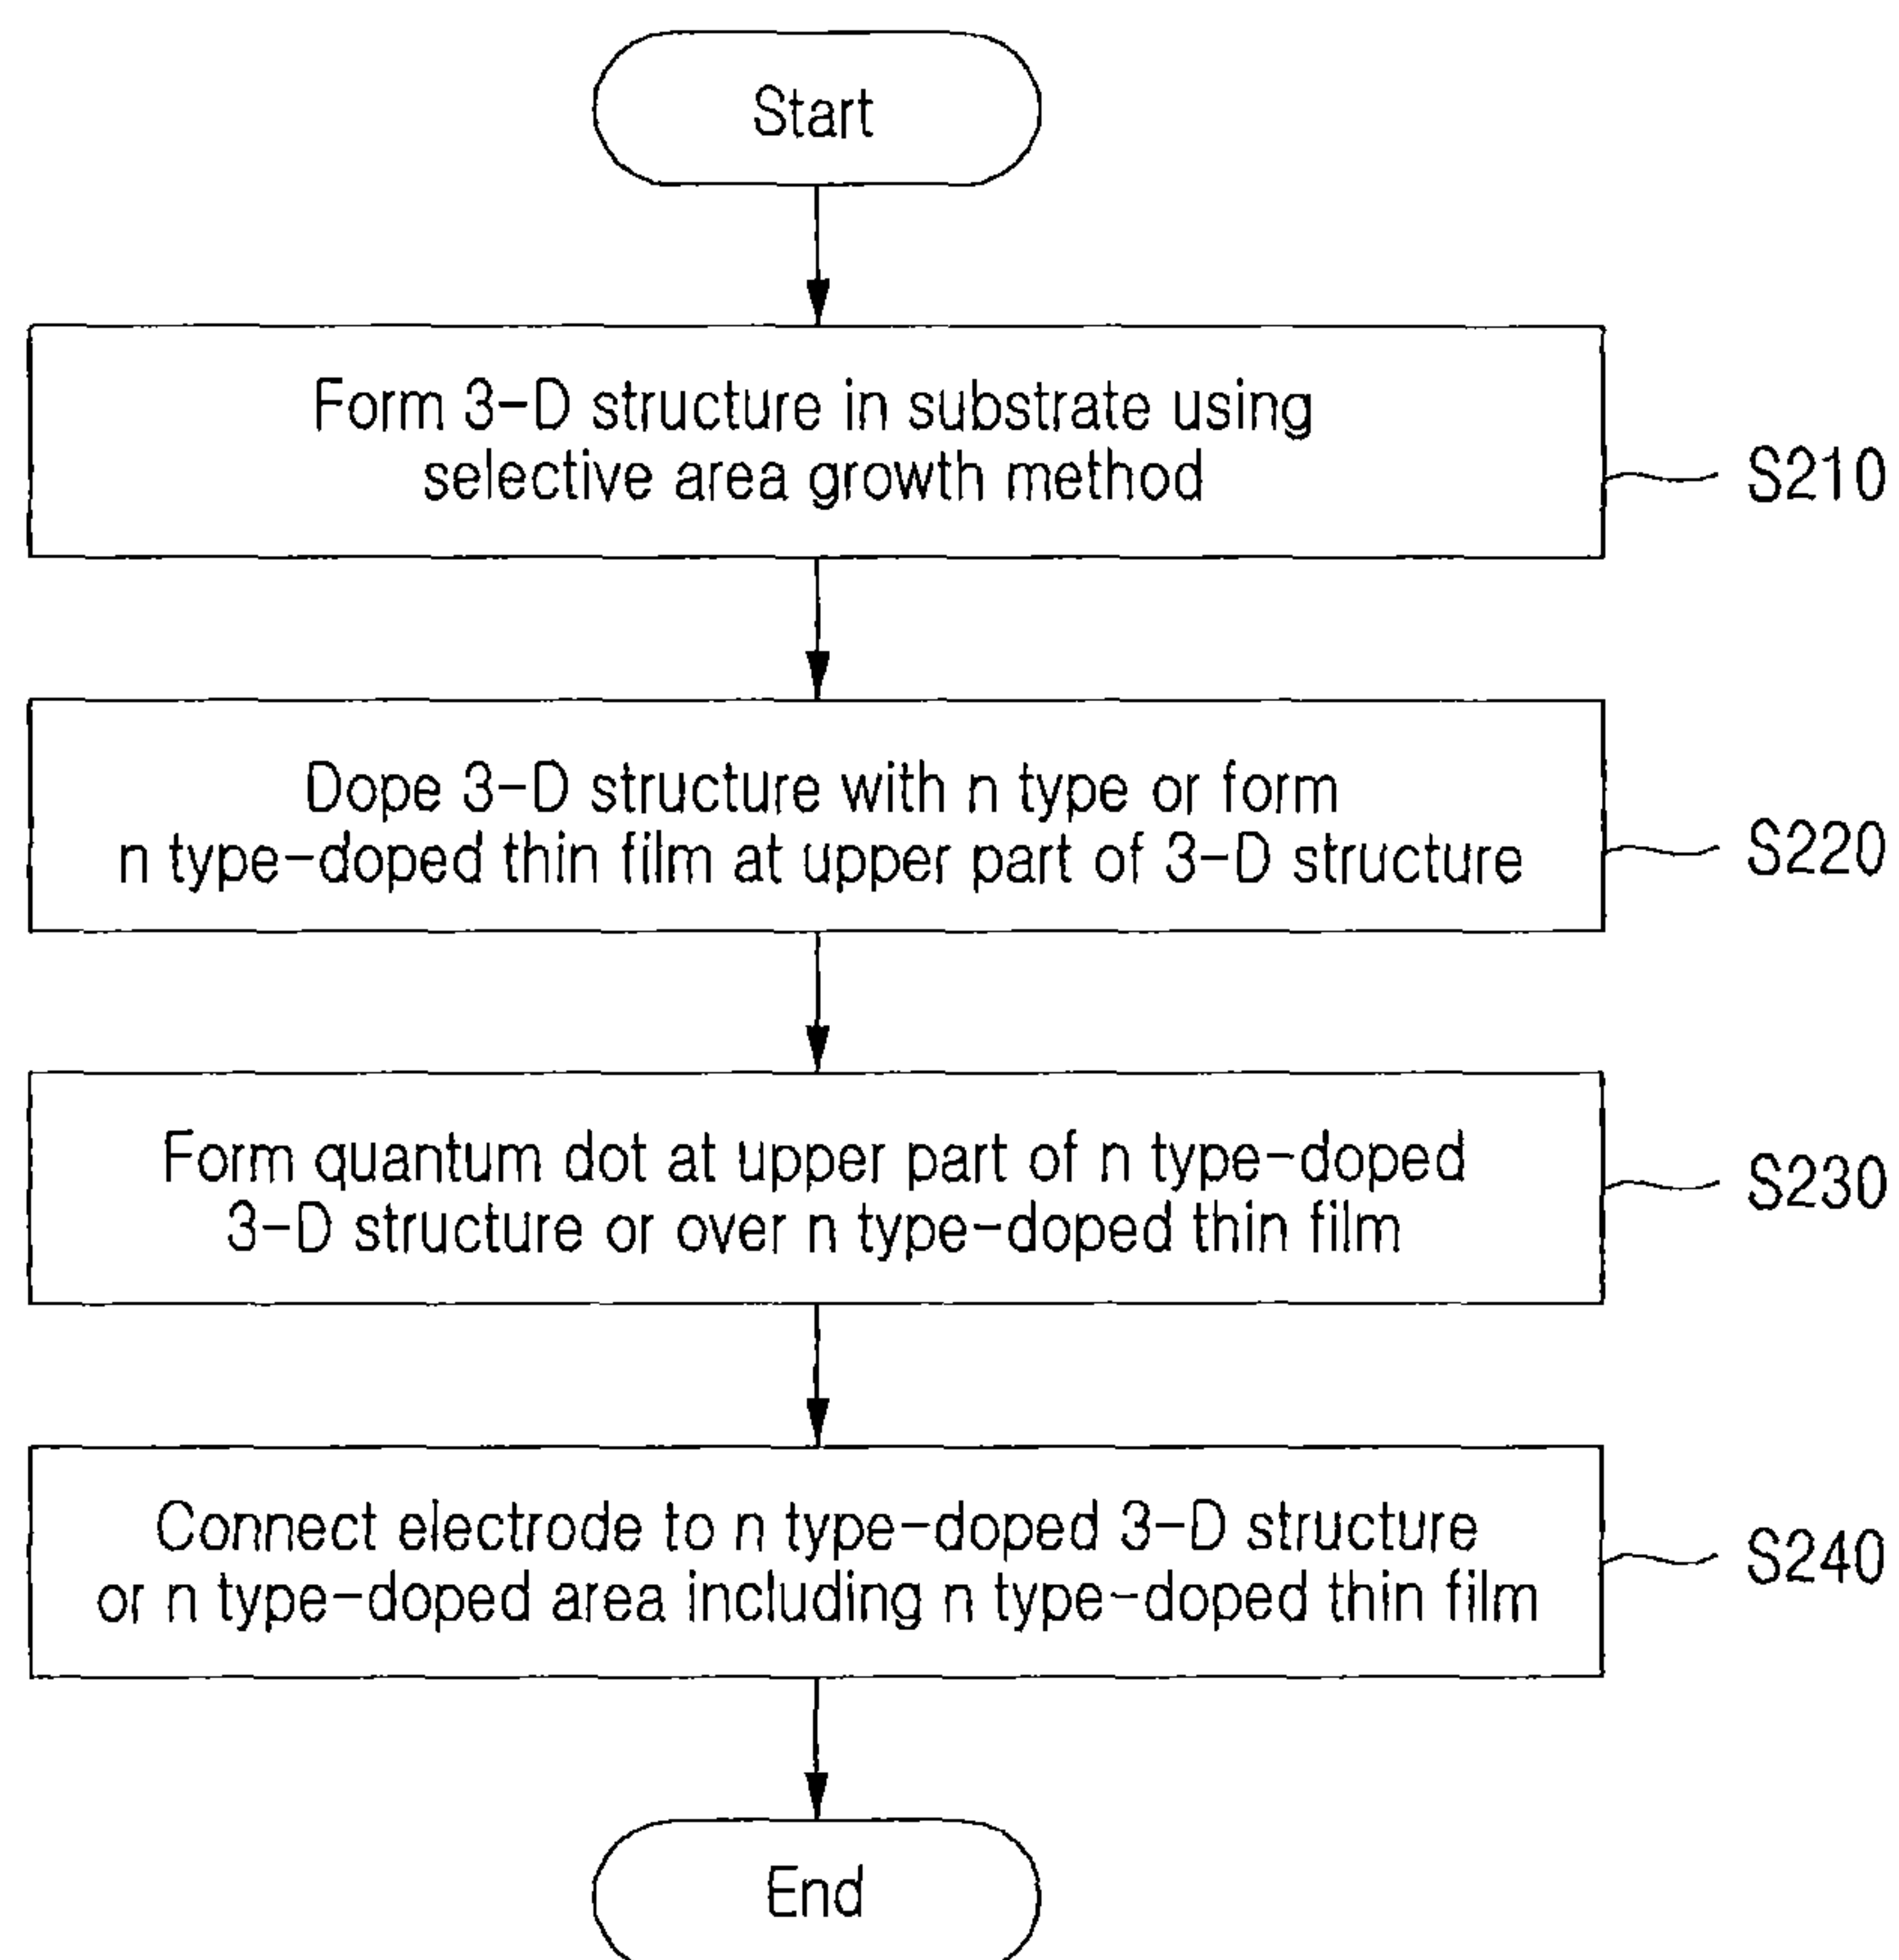 Start
Form 3-D structure in substrate using
selective area growth method
S210
Dope 3-D structure with n type or form
n type-doped thin film at upper part of 3-D structure
S220
Form quantum dot at upper part of n type-doped
3-D structure or over n type-doped thin film
S230
Connect electrode to n type-doped 3-D structure
or n type-doped area including n type-doped thin film
S240
End